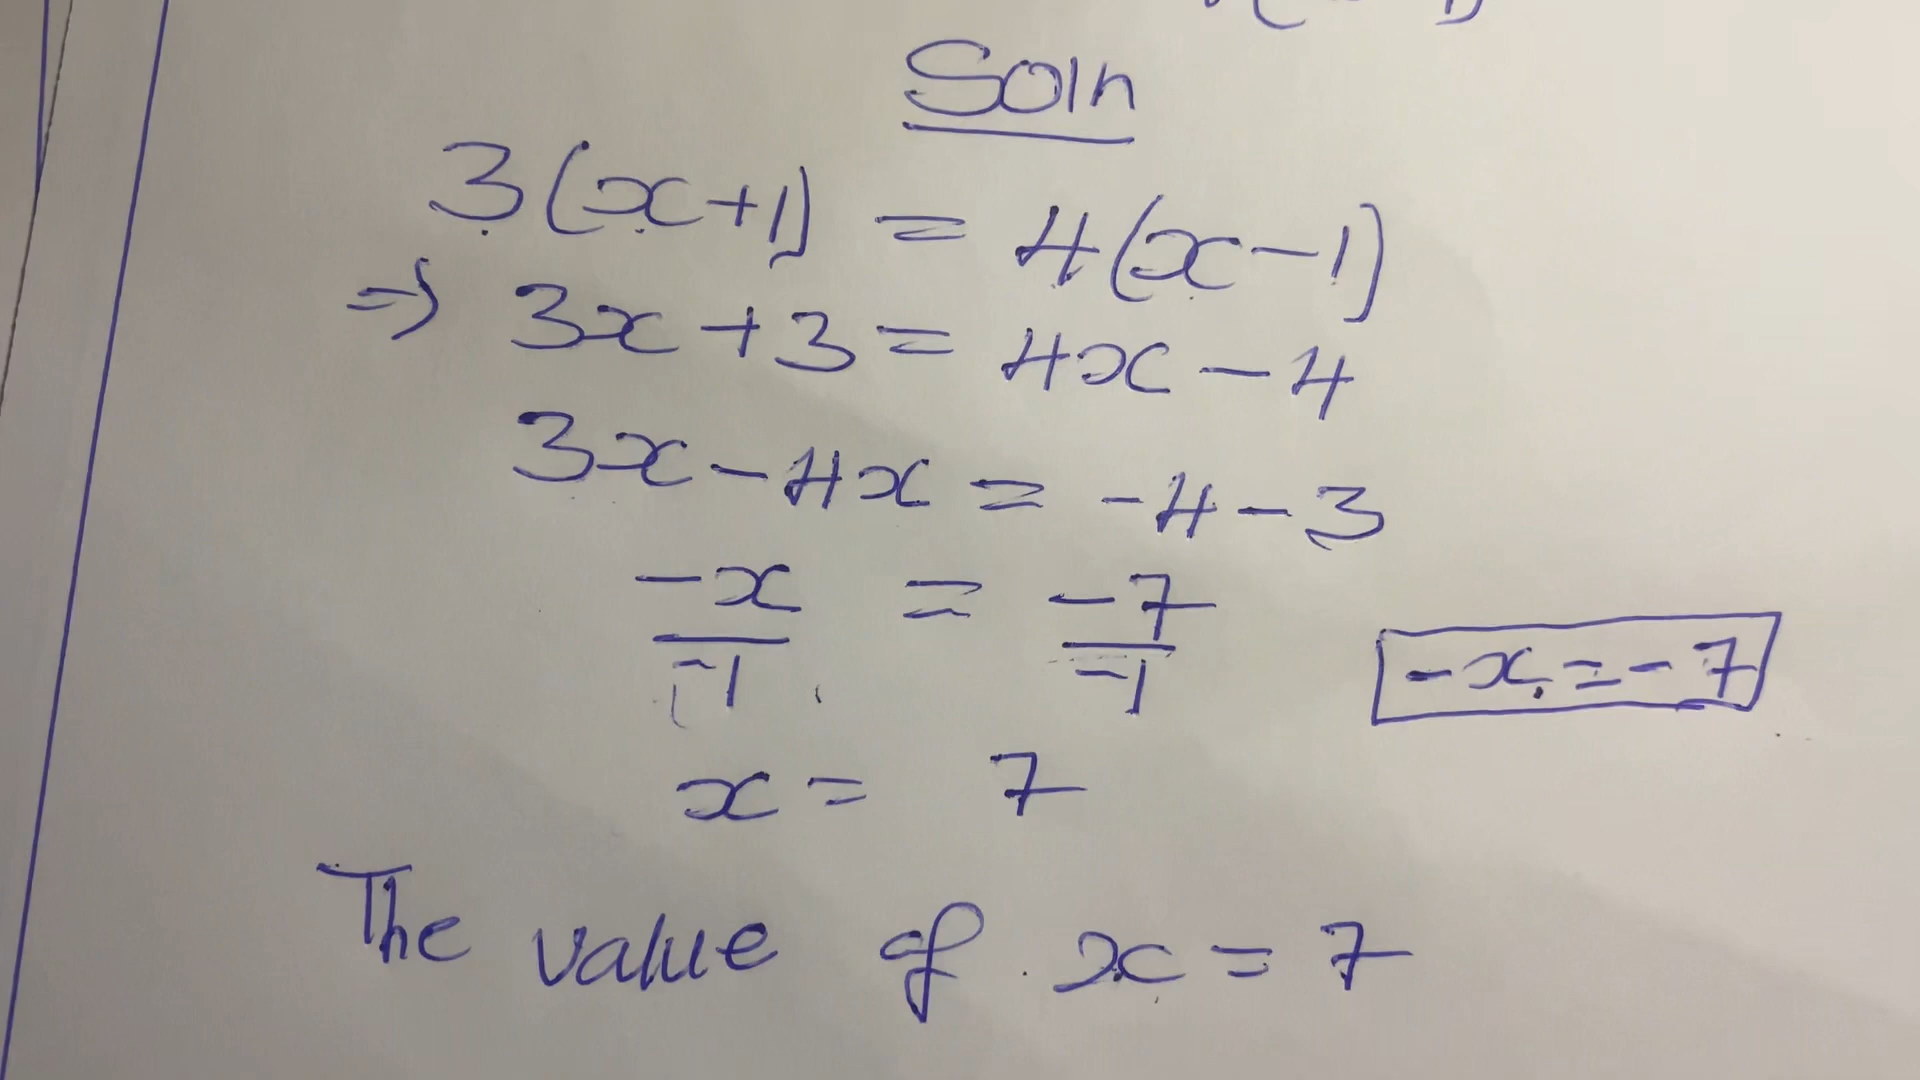 Soln
3(x+1) = 4(x-1)
⇒ 3x + 3 = 4x - 4
3x - 4x = -4 - 3
-x = -7
-1 -1
-x = -7
x = 7
The value of x = 7